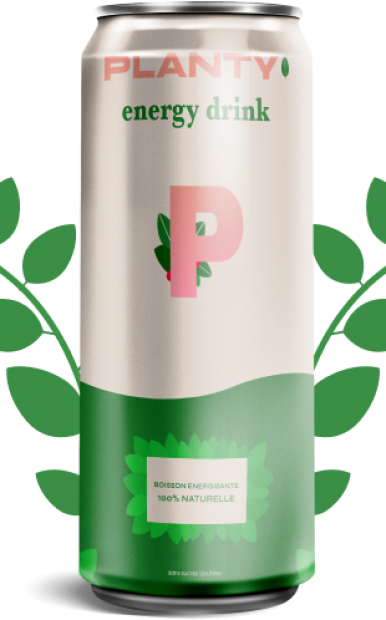 PLANTY
energy drink
P
BOISSON ENERGISANTE
100% NATURELLE